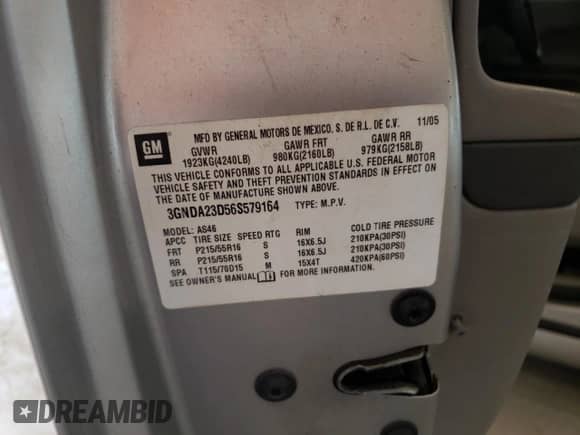 GM
MFD BY GENERAL MOTORS DE MEXICO, S. DE R.L. DE C.V. 11/05
GVWR GAWR FRT GAWR RR
1923KG(4240LB) 980KG(2160LB) 979KG(2158LB)
THIS VEHICLE CONFORMS TO ALL APPLICABLE U.S. FEDERAL MOTOR
VEHICLE SAFETY AND THEFT PREVENTION STANDARDS IN EFFECT ON
THE DATE OF MANUFACTURE SHOWN ABOVE.
3GNDA23D56S579164 TYPE: M.P.V.
MODEL: AS46
APCC TIRE SIZE SPEED RTG RIM COLD TIRE PRESSURE
FRT P215/55R16 S 16X6.5J 210KPA(30PSI)
RR P215/55R16 S 16X6.5J 210KPA(30PSI)
SPA T115/70D15 M 15X4T 420KPA(60PSI)
SEE OWNER'S MANUAL FOR MORE INFORMATION.
DREAMBID